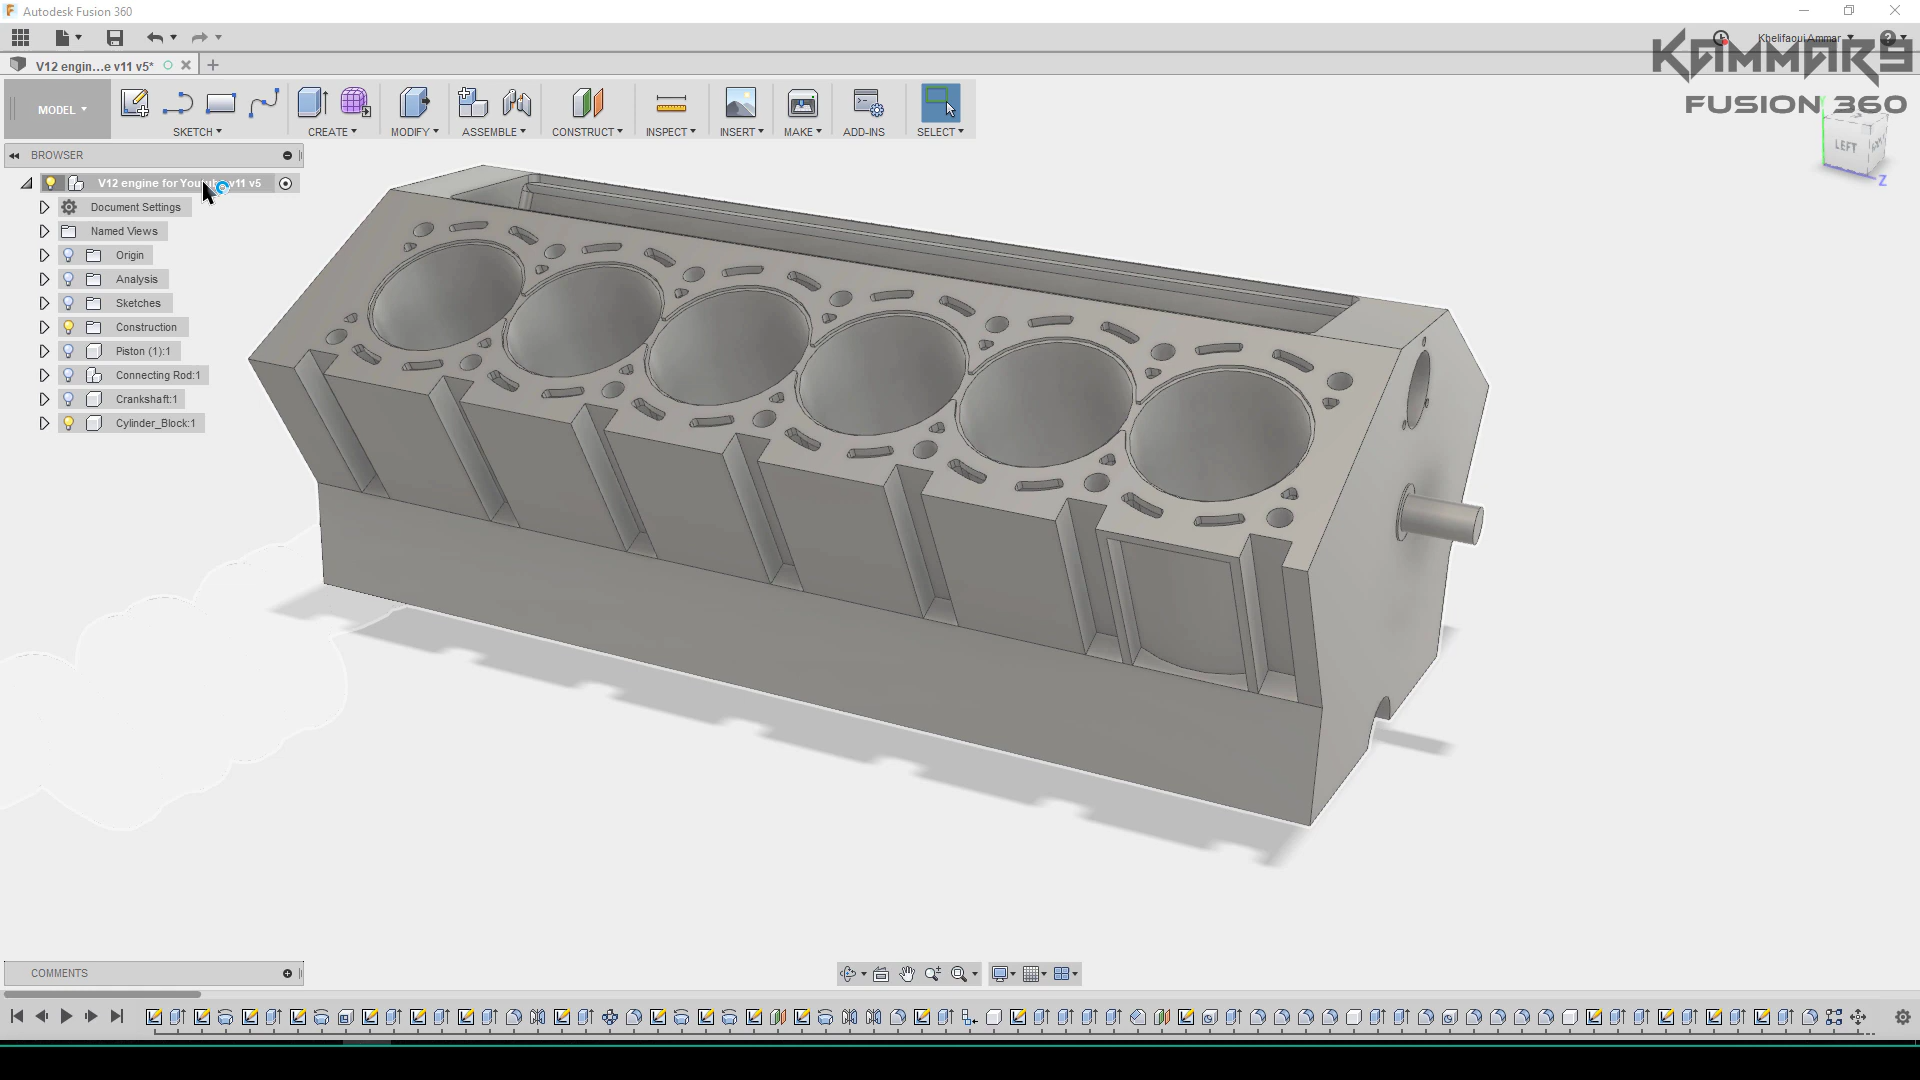 Autodesk Fusion 360
Khelifaoui Ammar
KAMMAR9
FUSION 360
V12 engin...e v11 v5*
MODEL
SKETCH
CREATE
MODIFY
ASSEMBLE
CONSTRUCT
INSPECT
INSERT
MAKE
ADD-INS
SELECT
LEFT
Z
BROWSER
V12 engine for v11 v5
Document Settings
Named Views
Origin
Analysis
Sketches
Construction
Piston (1):1
Connecting Rod:1
Crankshaft:1
Cylinder_Block:1
COMMENTS